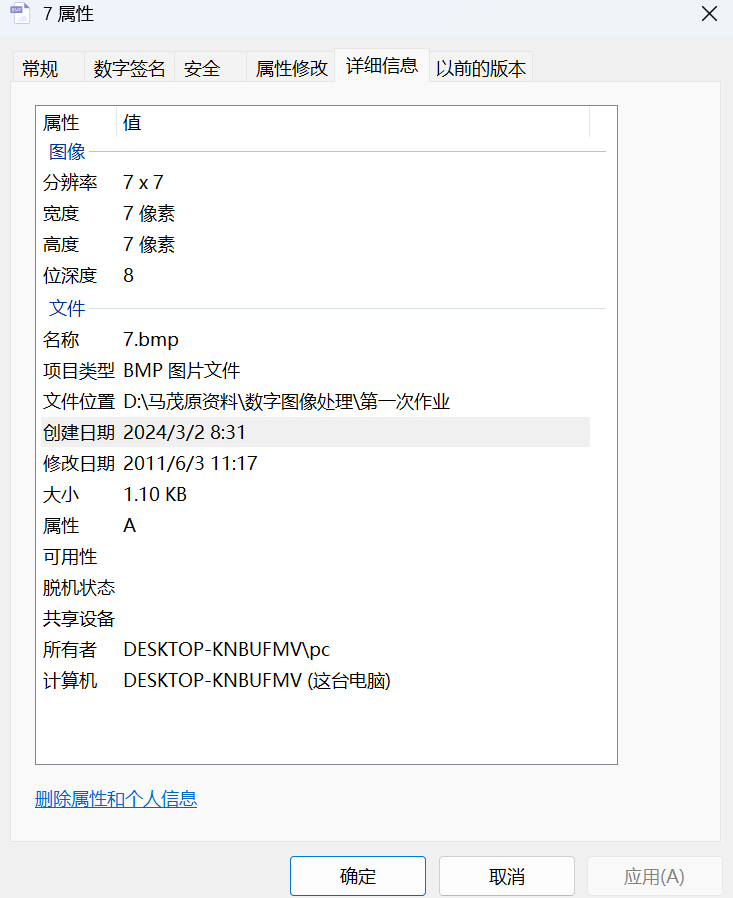 7 属性
常规 数字签名 安全 属性修改 详细信息 以前的版本
属性 值
图像
分辨率 7 x 7
宽度 7 像素
高度 7 像素
位深度 8
文件
名称 7.bmp
项目类型 BMP 图片文件
文件位置 D:\马茂原资料\数字图像处理\第一次作业
创建日期 2024/3/2 8:31
修改日期 2011/6/3 11:17
大小 1.10 KB
属性 A
可用性
脱机状态
共享设备
所有者 DESKTOP-KNBUFMV\pc
计算机 DESKTOP-KNBUFMV (这台电脑)
删除属性和个人信息
确定 取消 应用(A)